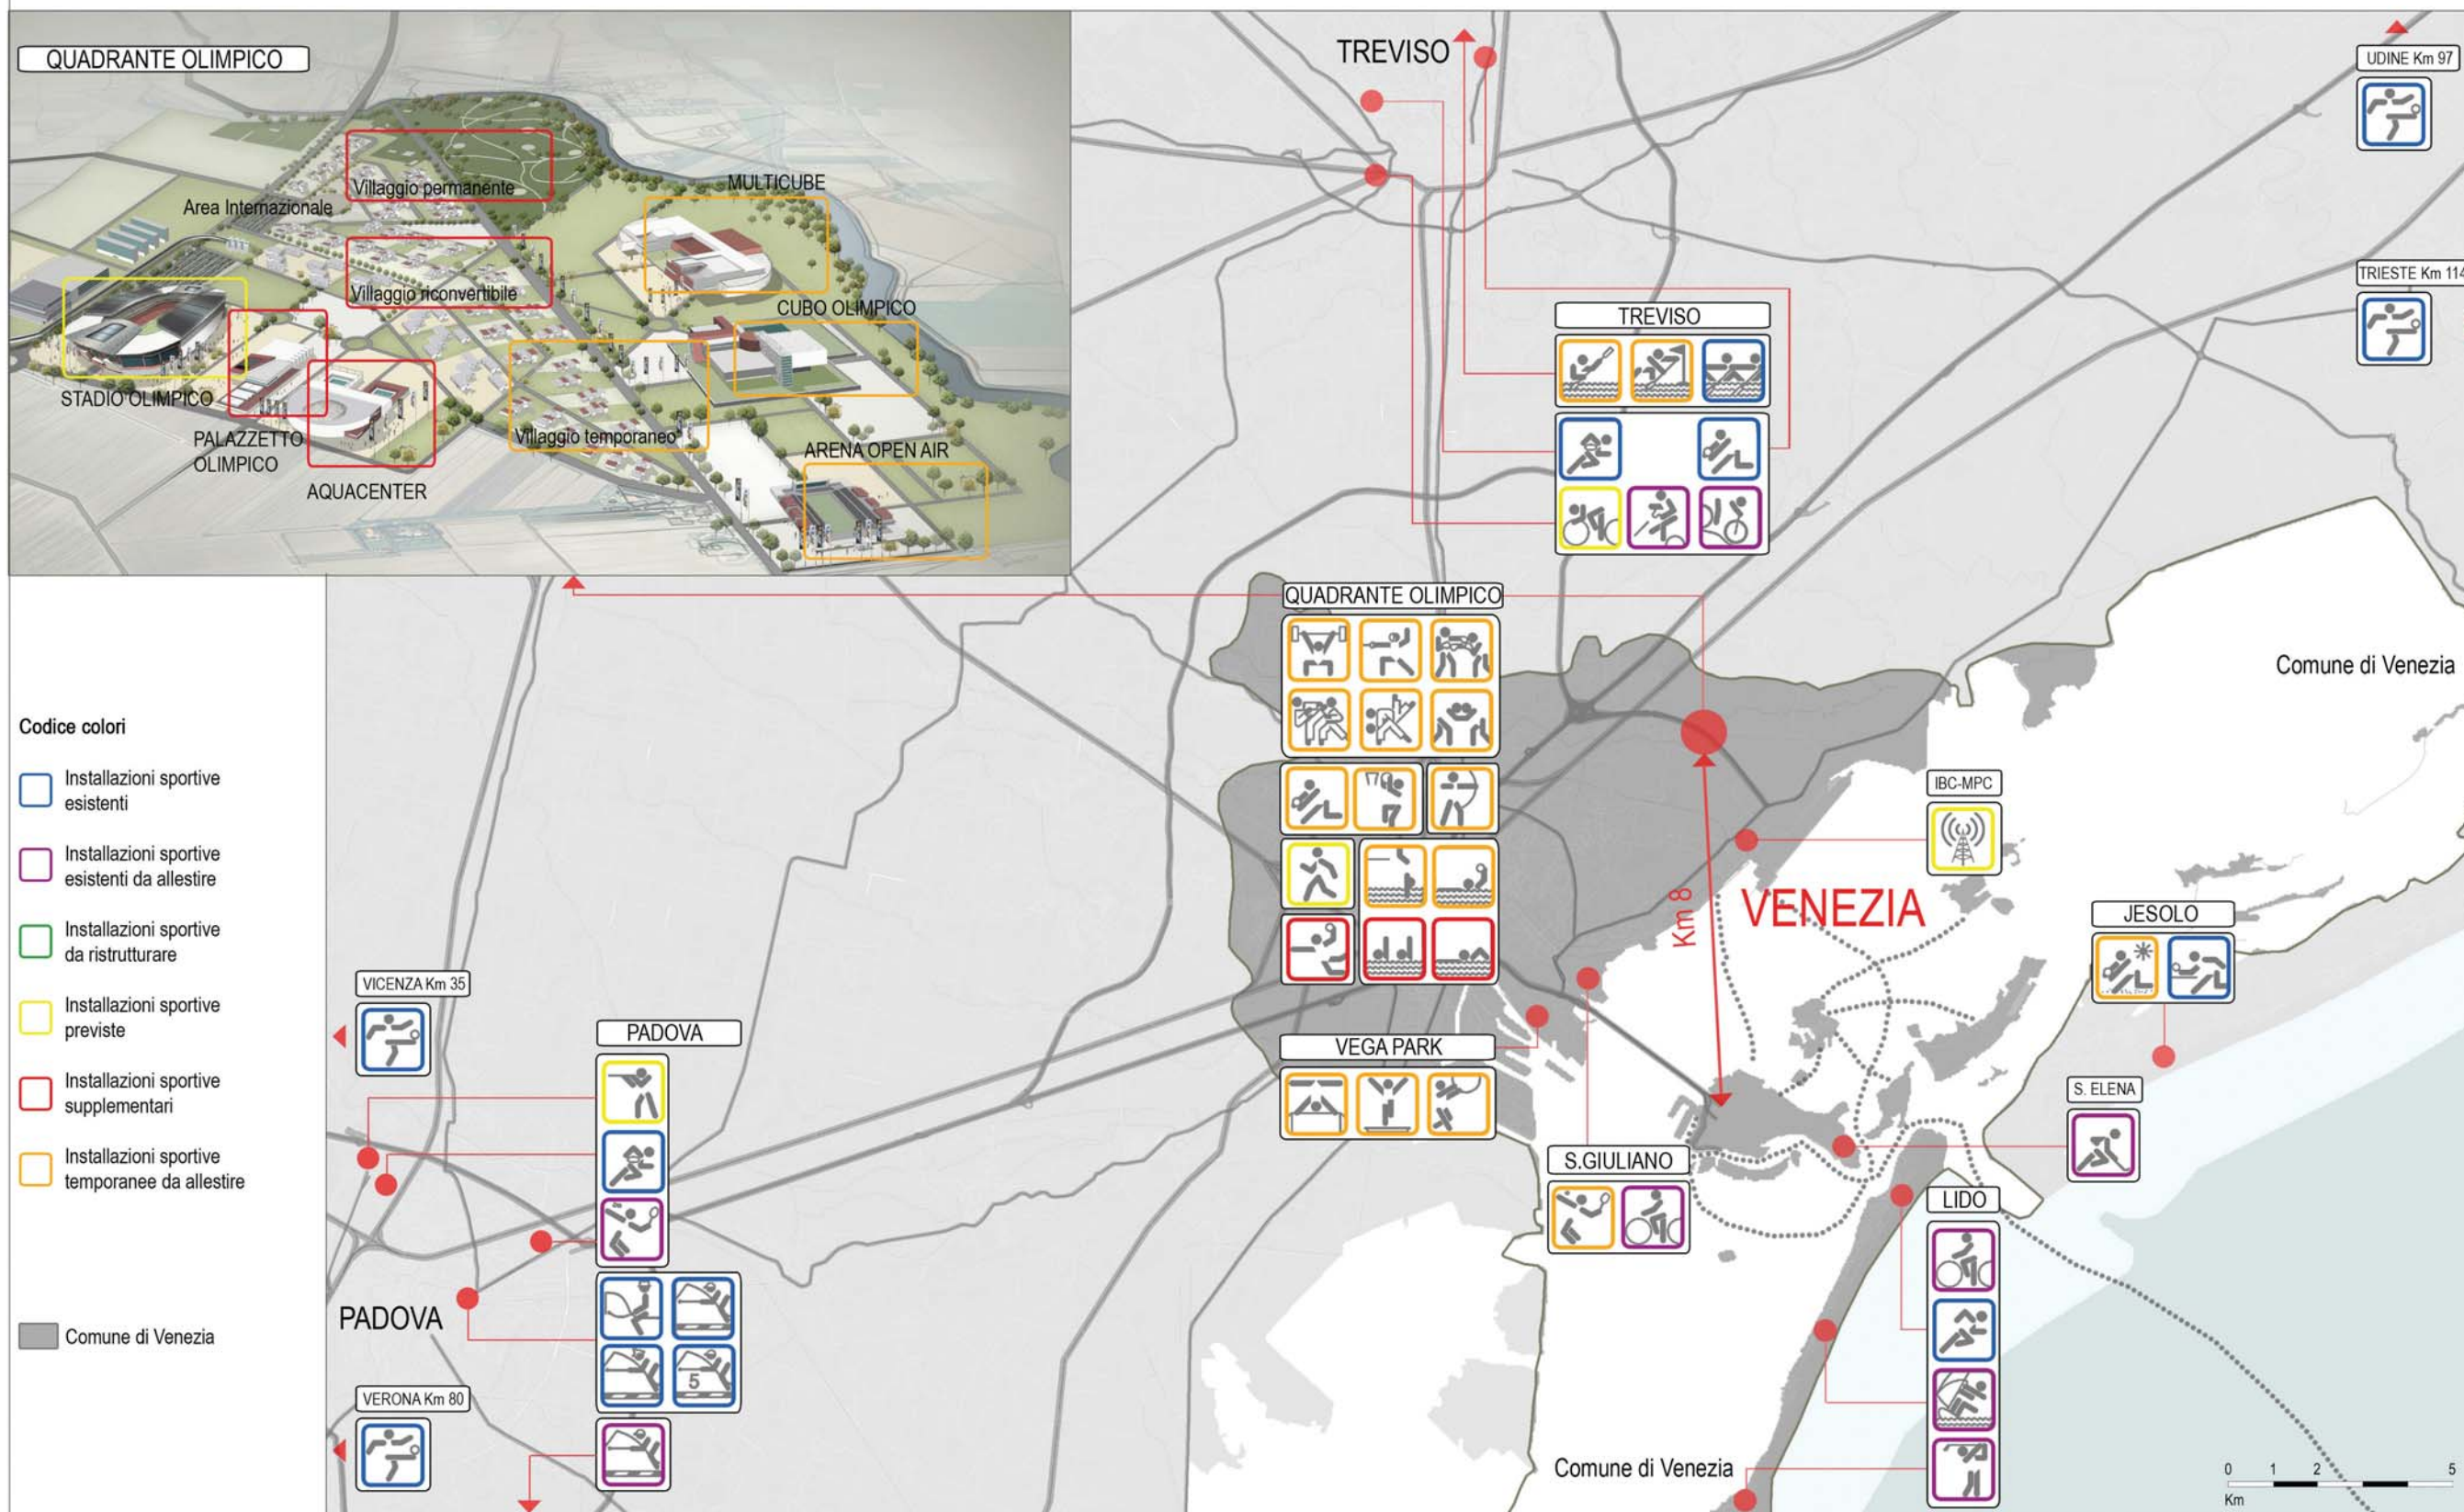 QUADRANTE OLIMPICO
Villaggio permanente
Area Internazionale
MULTICUBE
Villaggio riconvertibile
CUBO OLIMPICO
STADIO OLIMPICO
PALAZZETTO
OLIMPICO
Villaggio temporaneo
ARENA OPEN AIR
AQUACENTER
TREVISO
UDINE Km 97
TRIESTE Km 114
TREVISO
QUADRANTE OLIMPICO
Comune di Venezia
Codice colori
Installazioni sportive
esistenti
Installazioni sportive
esistenti da allestire
Installazioni sportive
da ristrutturare
Installazioni sportive
previste
Installazioni sportive
supplementari
Installazioni sportive
temporanee da allestire
Comune di Venezia
IBC-MPC
Km 8
VENEZIA
JESOLO
VICENZA Km 35
PADOVA
VEGA PARK
S. ELENA
S.GIULIANO
LIDO
PADOVA
5
VERONA Km 80
Comune di Venezia
0 1 2 5
Km